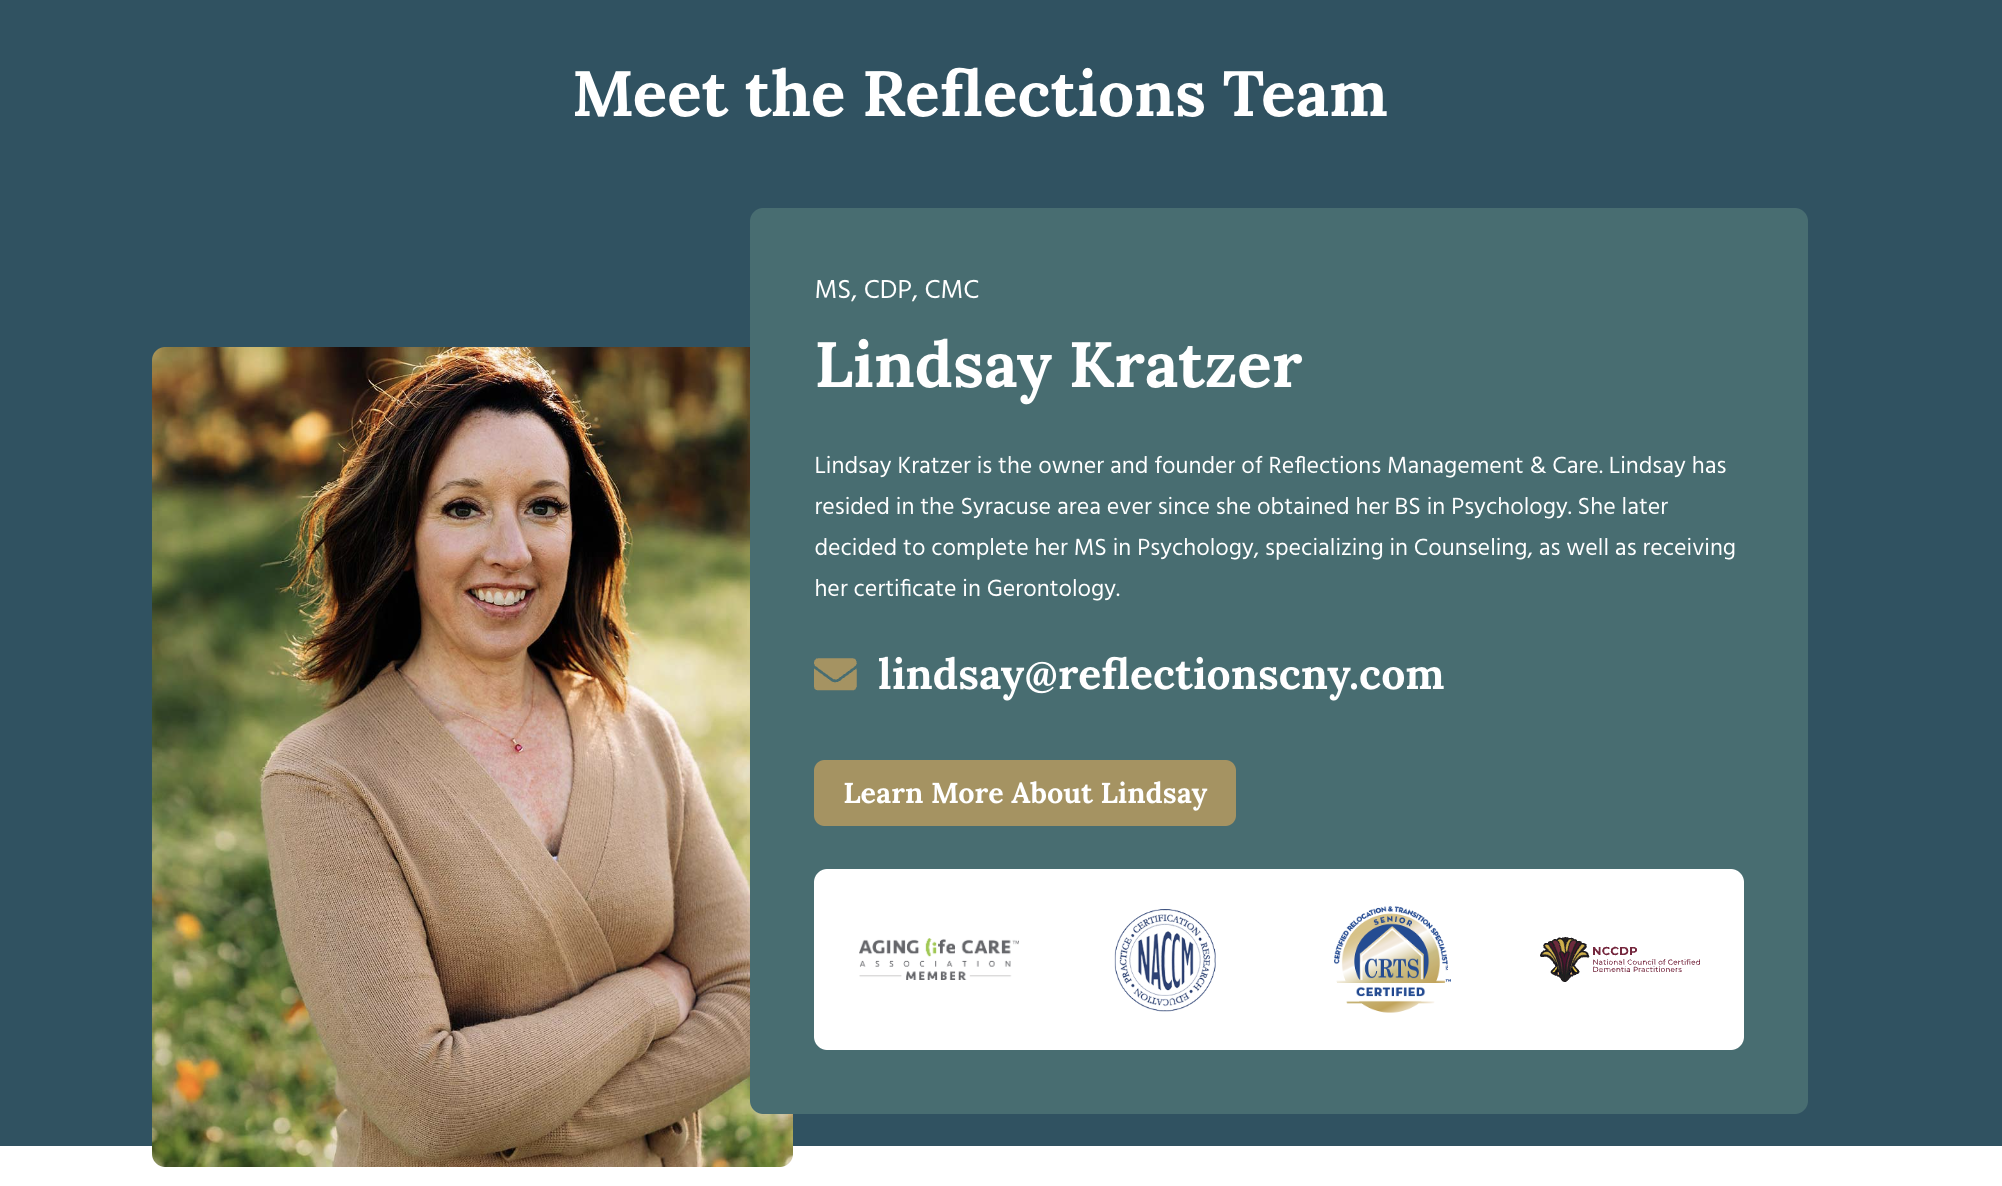 Meet the Reflections Team
MS, CDP, CMC
Lindsay Kratzer
Lindsay Kratzer is the owner and founder of Reflections Management & Care. Lindsay has
resided in the Syracuse area ever since she obtained her BS in Psychology. She later
decided to complete her MS in Psychology, specializing in Counseling, as well as receiving
her certificate in Gerontology.
lindsay@reflectionscny.com
Learn More About Lindsay
AGING life CARE™
ASSOCIATION
MEMBER
PRACTICE • CERTIFICATION • RESEARCH • EDUCATION •
NACCM
CERTIFIED RELOCATION & TRANSITION SPECIALIST™
SENIOR
CRTS
™
CERTIFIED
NCCDP
National Council of Certified
Dementia Practitioners